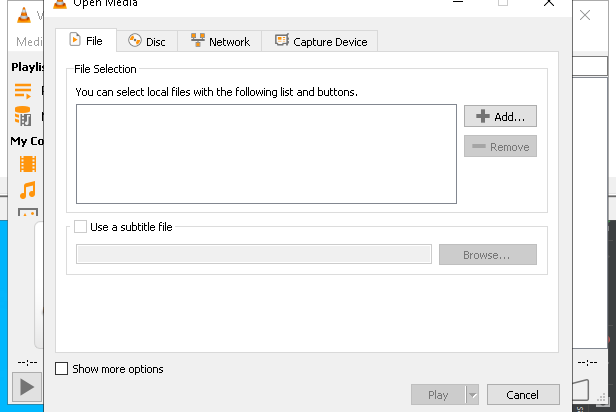 Open Media
V
Medi
File
Disc
Network
Capture Device
Playlis
File Selection
You can select local files with the following list and buttons.
Add...
Remove
My Co
Use a subtitle file
Browse...
--:--
--:--
Show more options
Play
Cancel